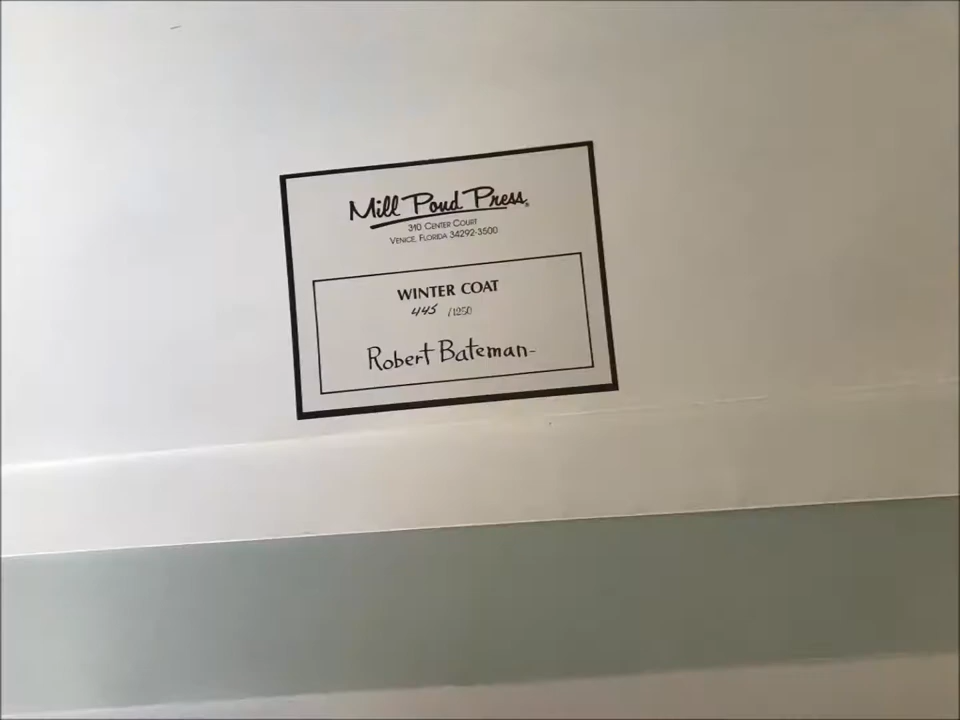 Mill Pond Press®
310 CENTER COURT
VENICE, FLORIDA 34292-3500
WINTER COAT
445 /1250
Robert Bateman-